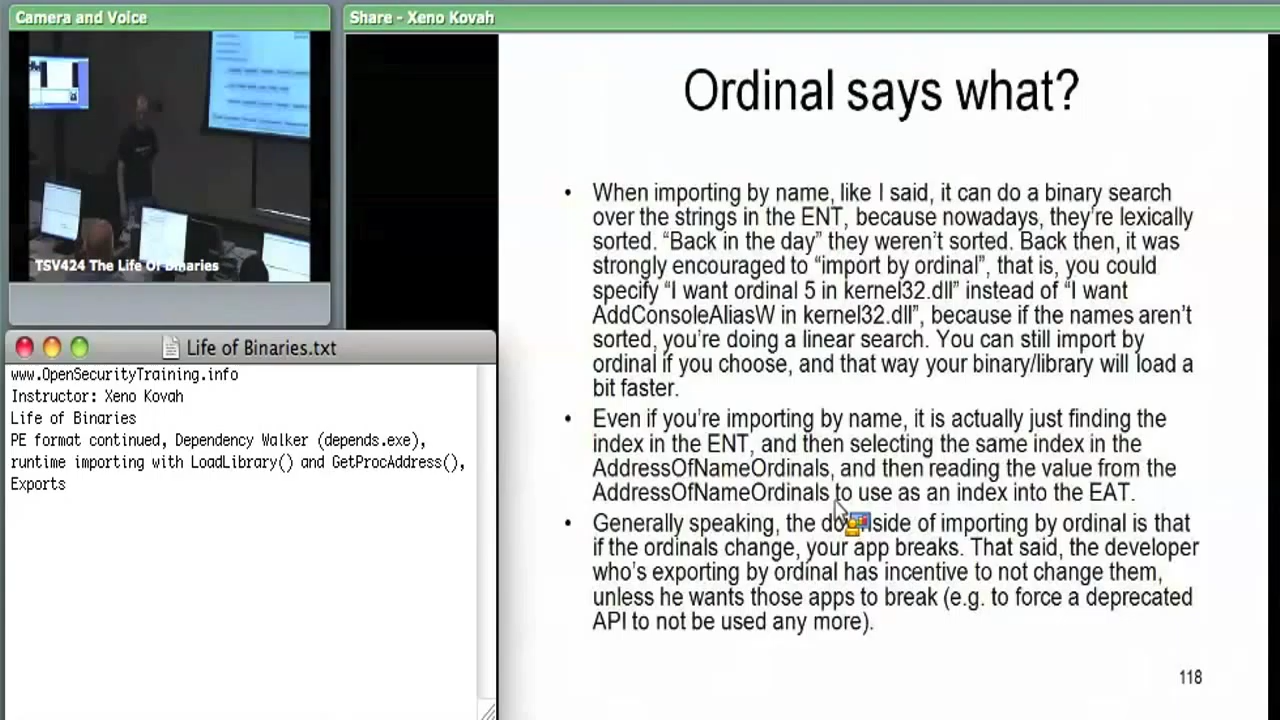 Camera and Voice
TSV424 The Life Of Binaries
Life of Binaries.txt
www.OpenSecurityTraining.info
Instructor: Xeno Kovah
Life of Binaries
PE format continued, Dependency Walker (depends.exe),
runtime importing with LoadLibrary() and GetProcAddress(),
Exports
Share - Xeno Kovah
Ordinal says what?
• When importing by name, like I said, it can do a binary search
over the strings in the ENT, because nowadays, they're lexically
sorted. “Back in the day” they weren't sorted. Back then, it was
strongly encouraged to “import by ordinal”, that is, you could
specify “I want ordinal 5 in kernel32.dll” instead of “I want
AddConsoleAliasW in kernel32.dll”, because if the names aren't
sorted, you're doing a linear search. You can still import by
ordinal if you choose, and that way your binary/library will load a
bit faster.
• Even if you're importing by name, it is actually just finding the
index in the ENT, and then selecting the same index in the
AddressOfNameOrdinals, and then reading the value from the
AddressOfNameOrdinals to use as an index into the EAT.
• Generally speaking, the downside of importing by ordinal is that
if the ordinals change, your app breaks. That said, the developer
who's exporting by ordinal has incentive to not change them,
unless he wants those apps to break (e.g. to force a deprecated
API to not be used any more).
118